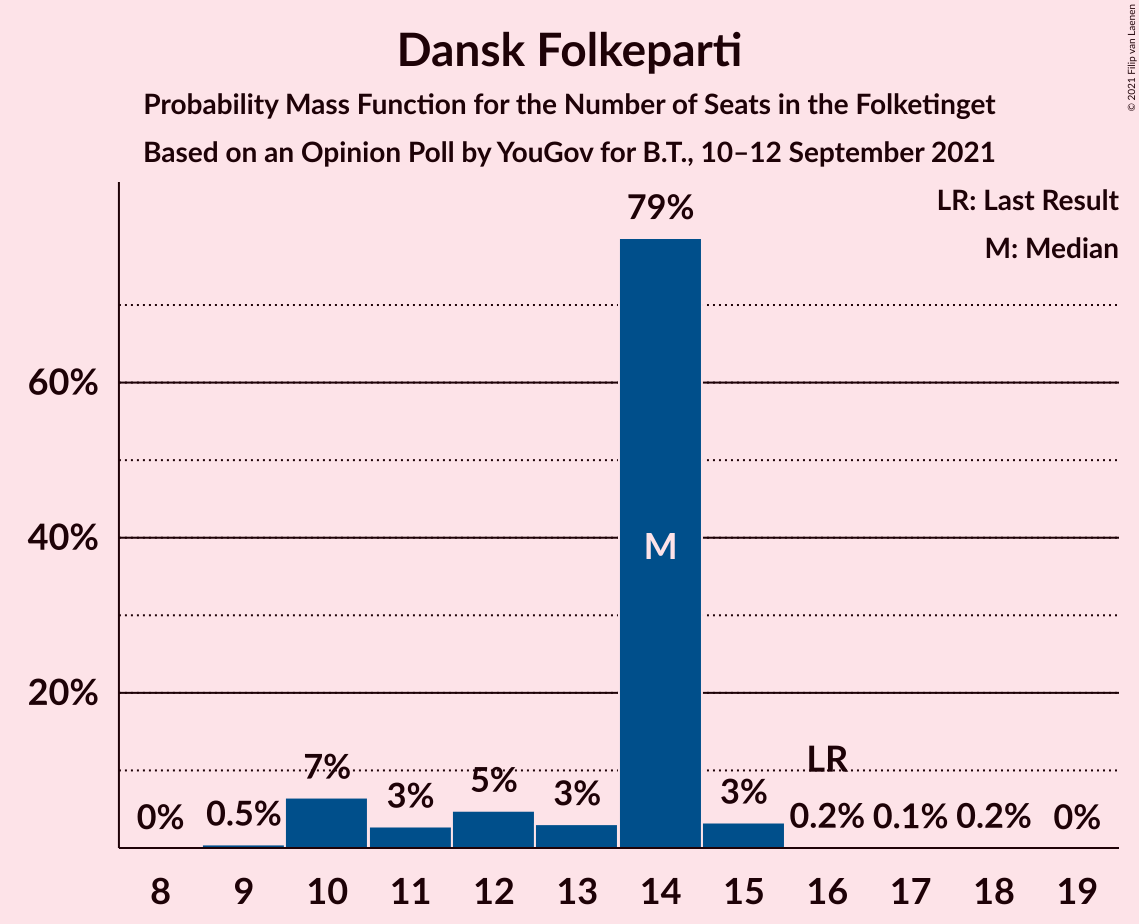 Dansk Folkeparti
Probability Mass Function for the Number of Seats in the Folketinget
Based on an Opinion Poll by YouGov for B.T., 10–12 September 2021
© 2021 Filip van Laenen
LR: Last Result
M: Median
79%
60%
40%
20%
M
LR
0%
0.5%
7%
3%
5%
3%
3%
0.2%
0.1%
0.2%
0%
8 9 10 11 12 13 14 15 16 17 18 19